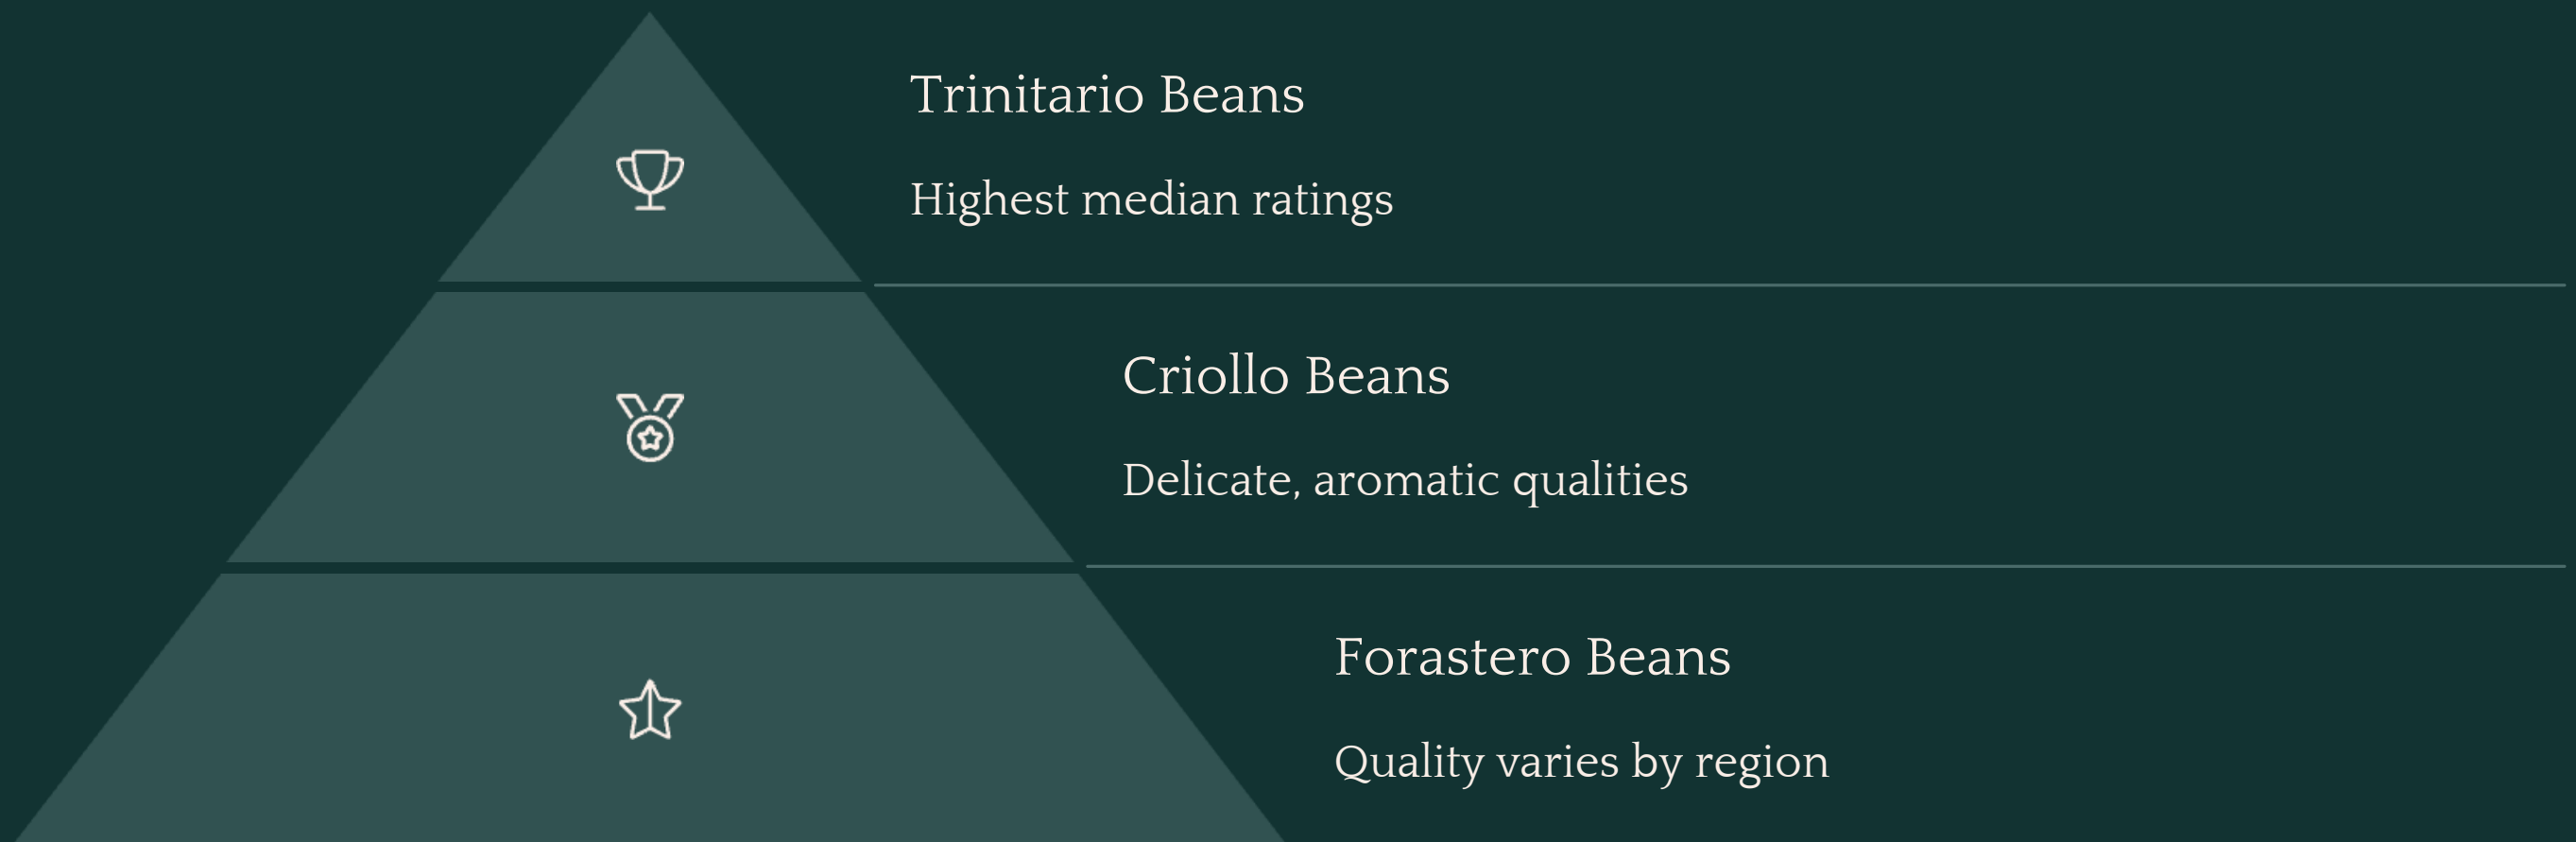 Trinitario Beans
Highest median ratings
Criollo Beans
Delicate, aromatic qualities
Forastero Beans
Quality varies by region